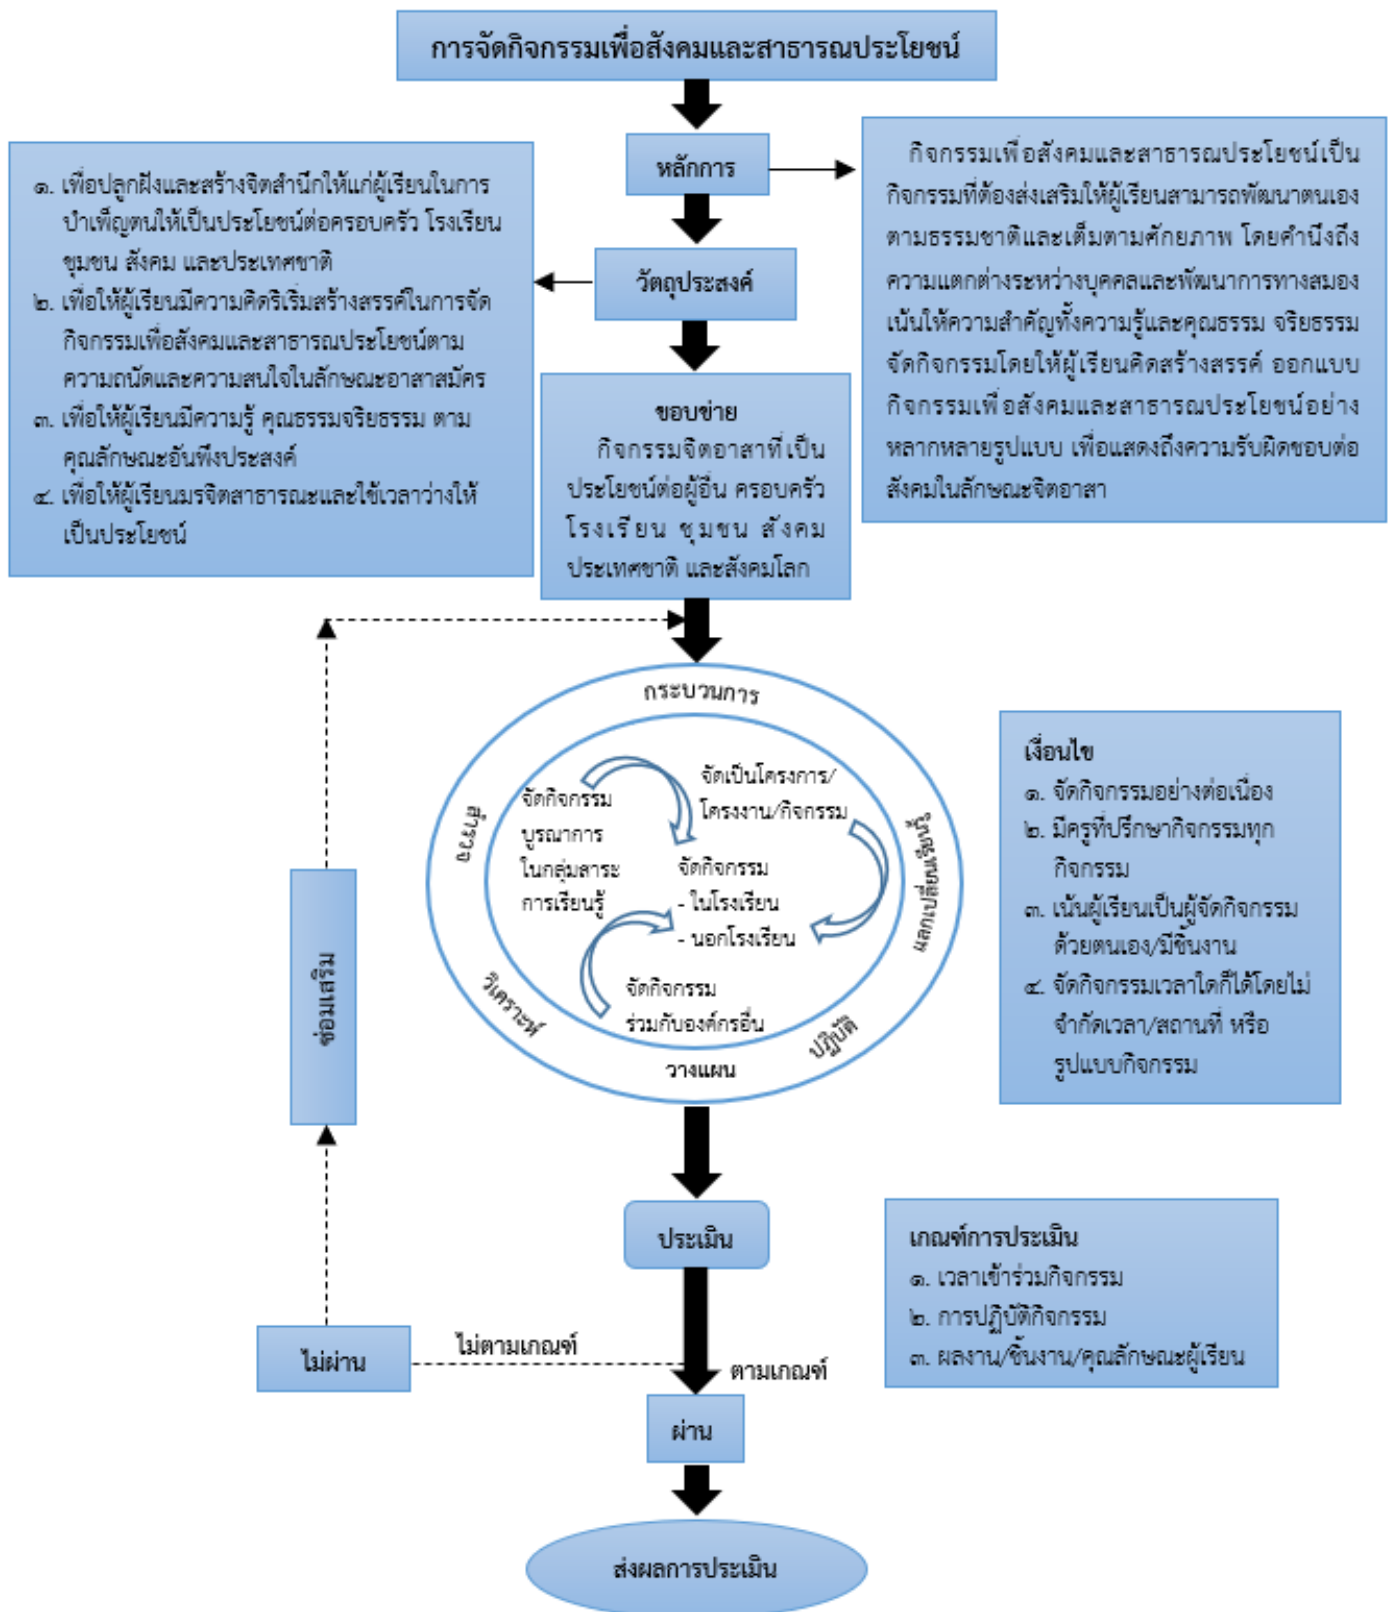 การจัดกิจกรรมเพื่อสังคมและสาธารณประโยชน์
หลักการ
กิจกรรมเพื่อสังคมและสาธารณประโยชน์เป็น
กิจกรรมที่ต้องส่งเสริมให้ผู้เรียนสามารถพัฒนาตนเอง
ตามธรรมชาติและเต็มตามศักยภาพ โดยคำนึงถึง
ความแตกต่างระหว่างบุคคลและพัฒนาการทางสมอง
เน้นให้ความสำคัญทั้งความรู้และคุณธรรม จริยธรรม
จัดกิจกรรมโดยให้ผู้เรียนคิดสร้างสรรค์ ออกแบบ
กิจกรรมเพื่อสังคมและสาธารณประโยชน์อย่าง
หลากหลายรูปแบบ เพื่อแสดงถึงความรับผิดชอบต่อ
สังคมในลักษณะจิตอาสา
วัตถุประสงค์
๑. เพื่อปลูกฝังและสร้างจิตสำนึกให้แก่ผู้เรียนในการ
บำเพ็ญตนให้เป็นประโยชน์ต่อครอบครัว โรงเรียน
ชุมชน สังคม และประเทศชาติ
๒. เพื่อให้ผู้เรียนมีความคิดริเริ่มสร้างสรรค์ในการจัด
กิจกรรมเพื่อสังคมและสาธารณประโยชน์ตาม
ความถนัดและความสนใจในลักษณะอาสาสมัคร
๓. เพื่อให้ผู้เรียนมีความรู้ คุณธรรมจริยธรรม ตาม
คุณลักษณะอันพึงประสงค์
๔. เพื่อให้ผู้เรียนมรจิตสาธารณะและใช้เวลาว่างให้
เป็นประโยชน์
ขอบข่าย
กิจกรรมจิตอาสาที่เป็น
ประโยชน์ต่อผู้อื่น ครอบครัว
โรงเรียน ชุมชน สังคม
ประเทศชาติ และสังคมโลก
กระบวนการ
สำรวจ
วิเคราะห์
วางแผน
ปฏิบัติ
แลกเปลี่ยนเรียนรู้
จัดกิจกรรม
บูรณาการ
ในกลุ่มสาระ
การเรียนรู้
จัดเป็นโครงการ/
โครงงาน/กิจกรรม
จัดกิจกรรม
- ในโรงเรียน
- นอกโรงเรียน
จัดกิจกรรม
ร่วมกับองค์กรอื่น
เงื่อนไข
๑. จัดกิจกรรมอย่างต่อเนื่อง
๒. มีครูที่ปรึกษากิจกรรมทุก
กิจกรรม
๓. เน้นผู้เรียนเป็นผู้จัดกิจกรรม
ด้วยตนเอง/มีชิ้นงาน
๔. จัดกิจกรรมเวลาใดก็ได้โดยไม่
จำกัดเวลา/สถานที่ หรือ
รูปแบบกิจกรรม
ซ่อมเสริม
ประเมิน
เกณฑ์การประเมิน
๑. เวลาเข้าร่วมกิจกรรม
๒. การปฏิบัติกิจกรรม
๓. ผลงาน/ชิ้นงาน/คุณลักษณะผู้เรียน
ไม่ผ่าน
ไม่ตามเกณฑ์
ตามเกณฑ์
ผ่าน
ส่งผลการประเมิน